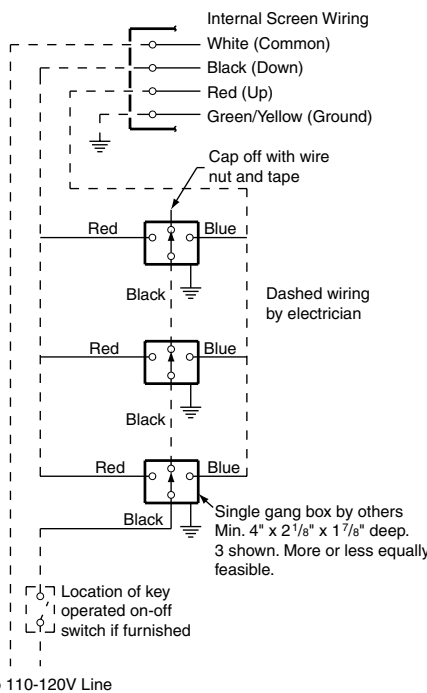 Internal Screen Wiring
White (Common)
Black (Down)
Red (Up)
Green/Yellow (Ground)
Cap off with wire
nut and tape
Red
Blue
Black
Dashed wiring
by electrician
Red
Blue
Black
Red
Blue
Black
Single gang box by others
Min. 4" x 2 1/8" x 1 7/8" deep.
3 shown. More or less equally
feasible.
Location of key
operated on-off
switch if furnished
110-120V Line